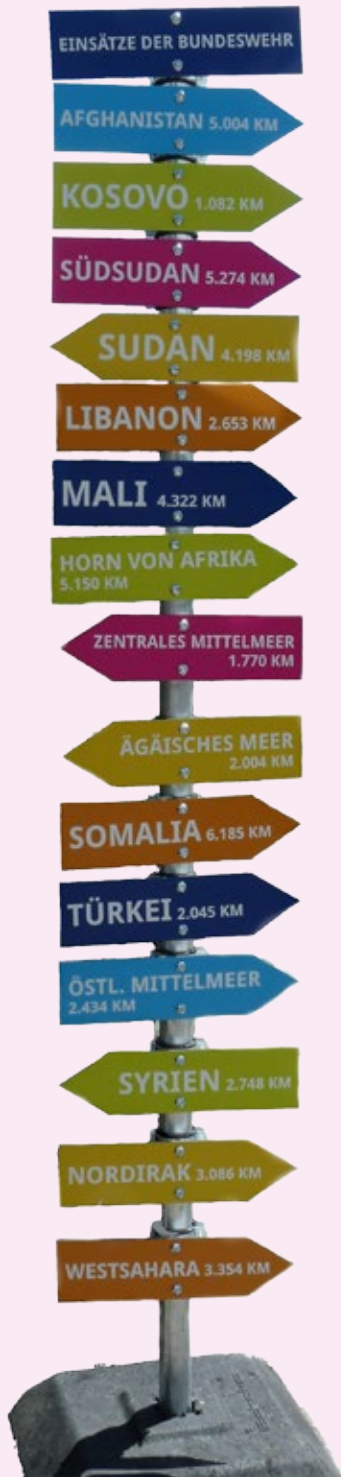 EINSÄTZE DER BUNDESWEHR
AFGHANISTAN 5.004 KM
KOSOVO 1.082 KM
SÜDSUDAN 5.274 KM
SUDAN 4.198 KM
LIBANON 2.653 KM
MALI 4.322 KM
HORN VON AFRIKA
5.150 KM
ZENTRALES MITTELMEER
1.770 KM
ÄGÄISCHES MEER
2.004 KM
SOMALIA 6.185 KM
TÜRKEI 2.045 KM
ÖSTL. MITTELMEER
2.434 KM
SYRIEN 2.748 KM
NORDIRAK 3.086 KM
WESTSAHARA 3.354 KM